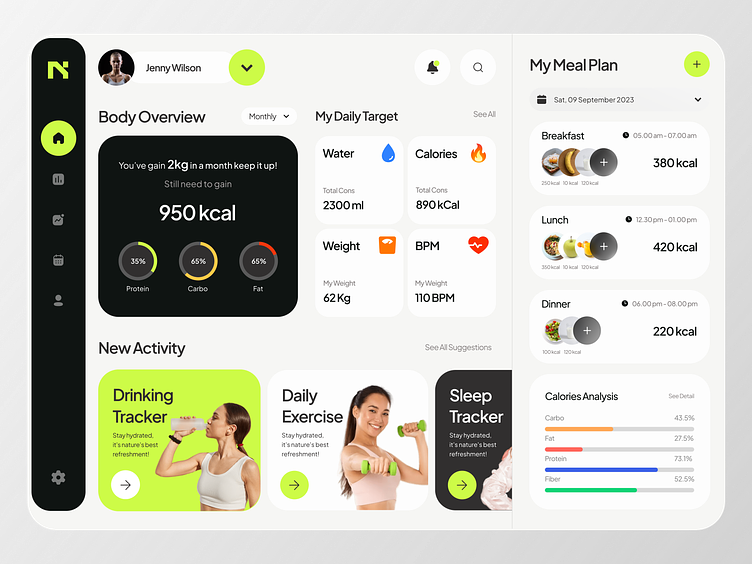 Jenny Wilson
Body Overview
Monthly
You've gain 2kg in a month keep it up!
Still need to gain
950 kcal
35%
65%
65%
Protein
Carbo
Fat
My Daily Target
See All
Water
Total Cons
2300 ml
Calories
Total Cons
890 kCal
Weight
My Weight
62 Kg
BPM
My Weight
110 BPM
New Activity
See All Suggestions
Drinking
Tracker
Stay hydrated,
it's nature's best
refreshment!
Daily
Exercise
Stay hydrated,
it's nature's best
refreshment!
Sleep
Tracker
Stay hydrated,
it's nature's best
refreshment!
My Meal Plan
Sat, 09 September 2023
Breakfast
05.00 am - 07.00 am
380 kcal
250 kcal
10 kcal
120 kcal
Lunch
12.30 pm - 01.00 pm
420 kcal
350 kcal
10 kcal
120 kcal
Dinner
06.00 pm - 08.00 pm
220 kcal
100 kcal
120 kcal
Calories Analysis
See Detail
Carbo
43.5%
Fat
27.5%
Protein
73.1%
Fiber
52.5%